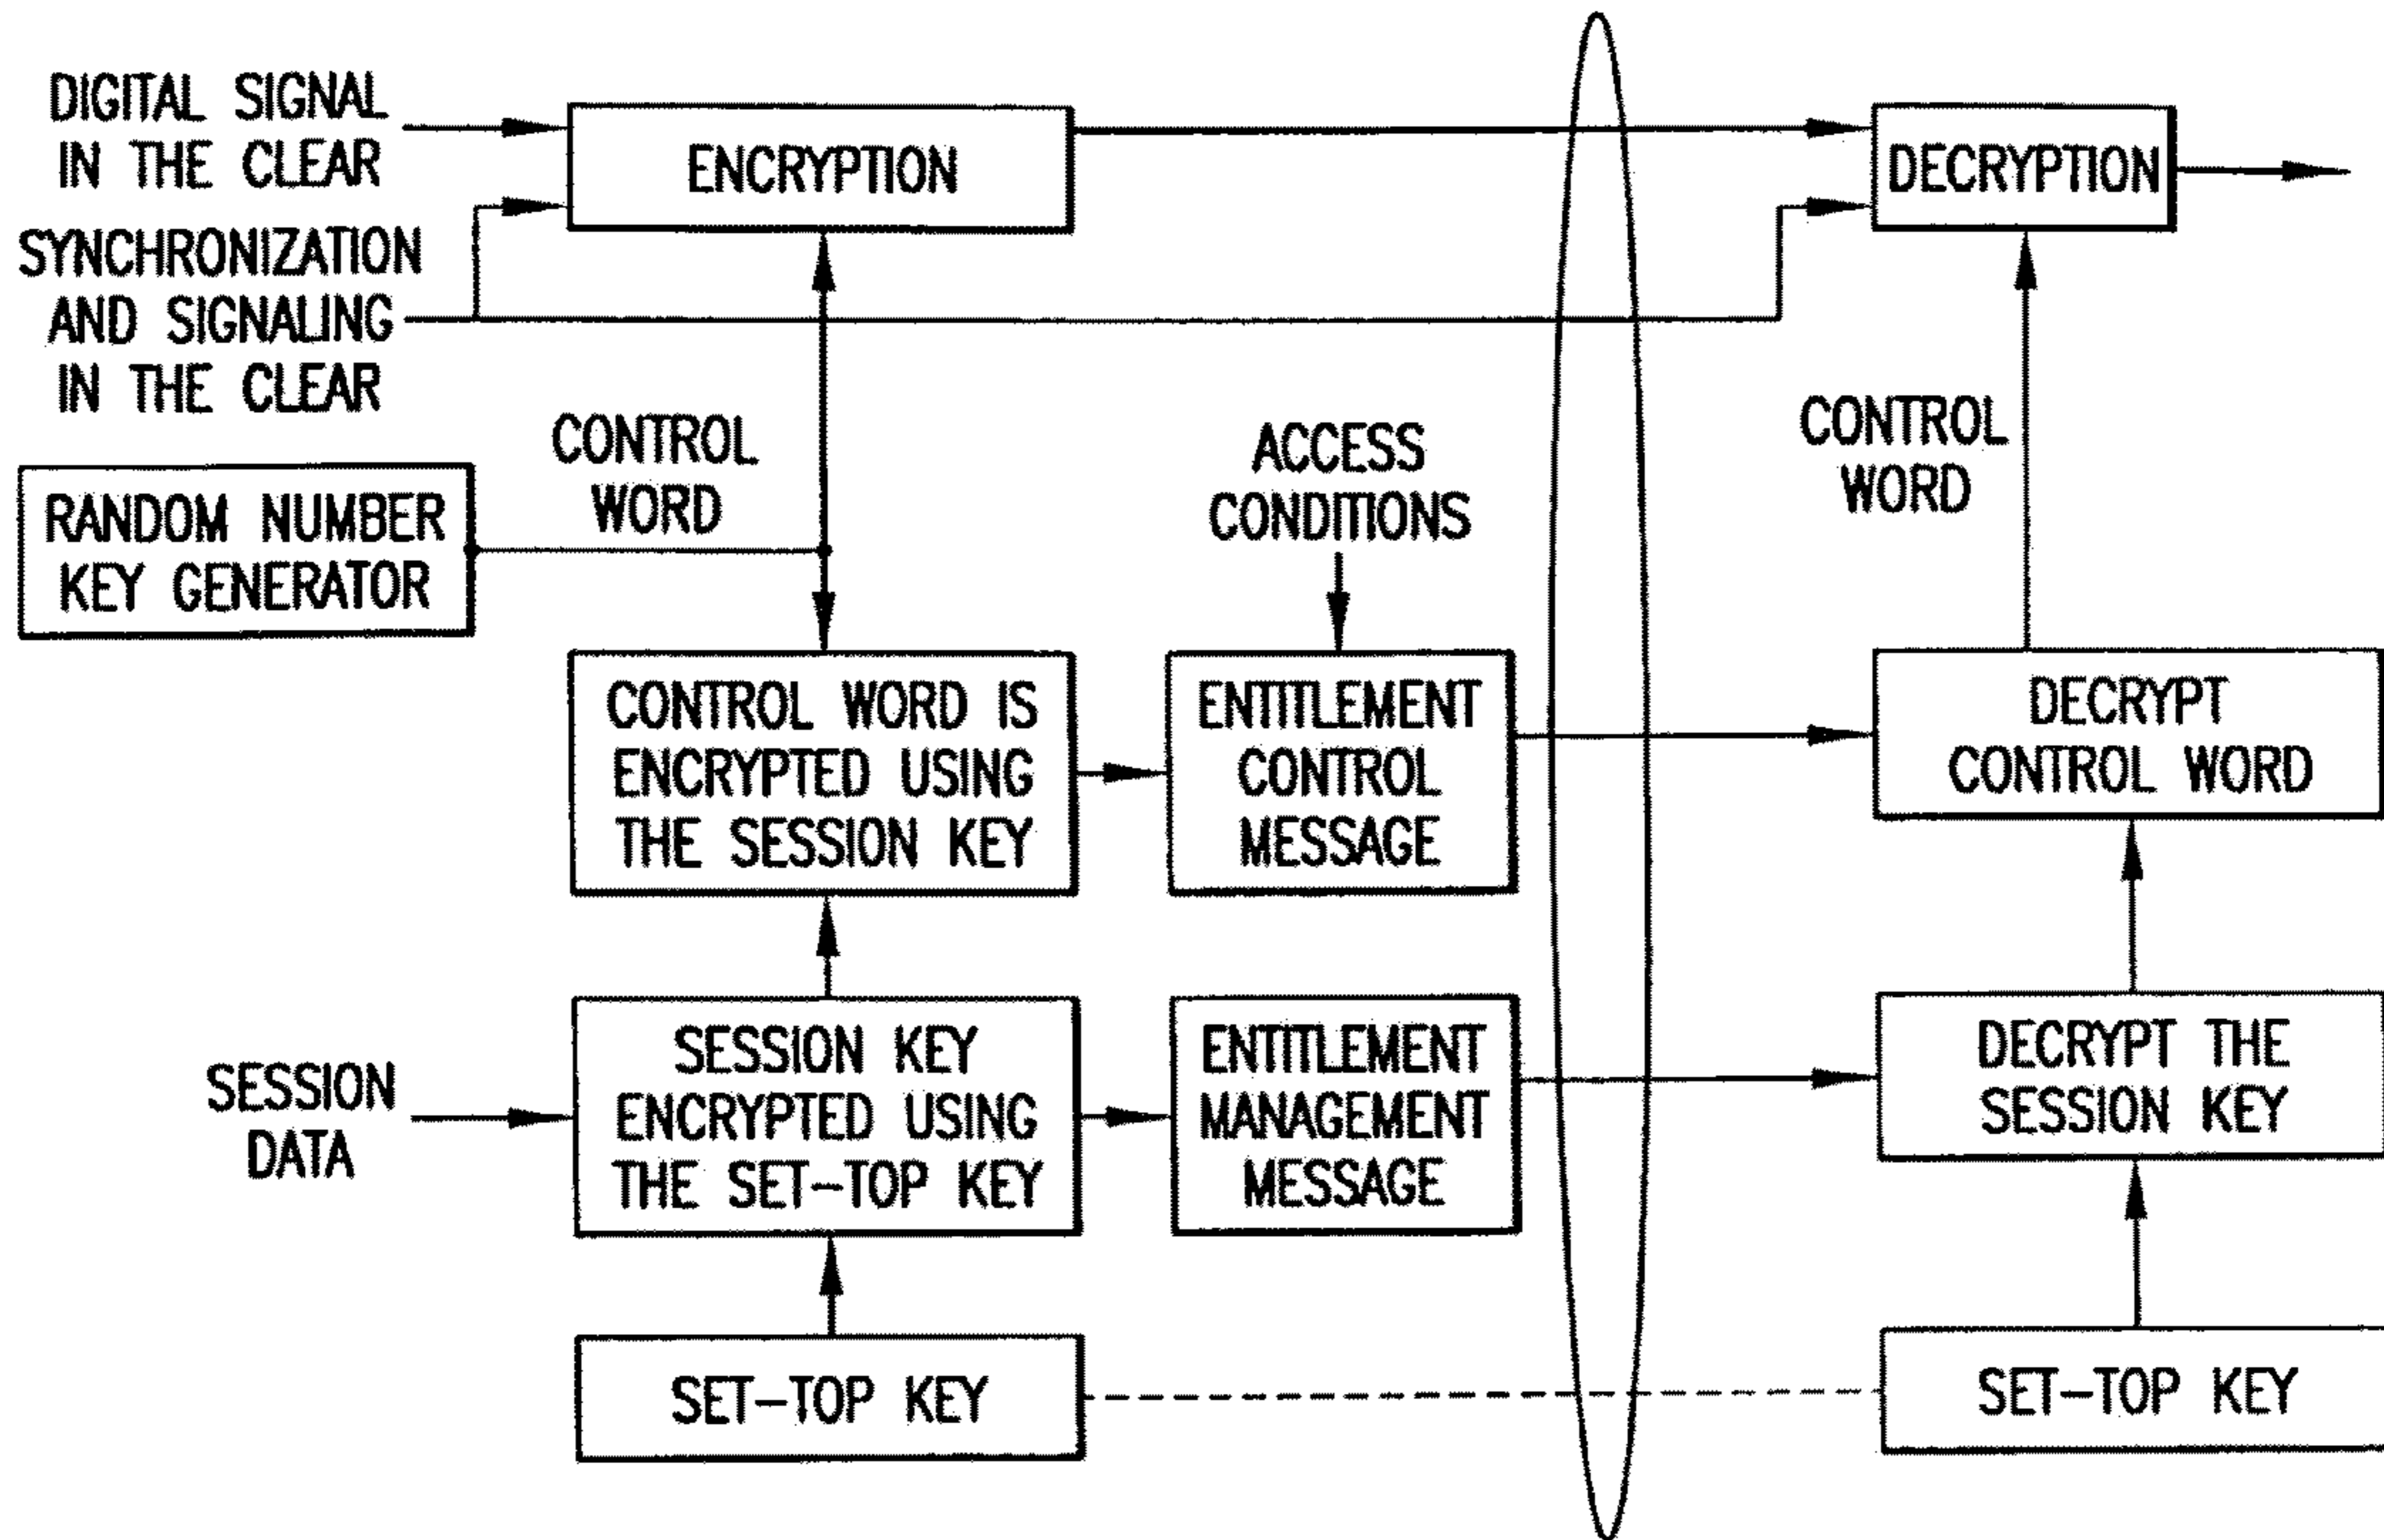 DIGITAL SIGNAL
IN THE CLEAR
ENCRYPTION
DECRYPTION
SYNCHRONIZATION
AND SIGNALING
IN THE CLEAR
CONTROL
WORD
ACCESS
CONDITIONS
CONTROL
WORD
RANDOM NUMBER
KEY GENERATOR
CONTROL WORD IS
ENCRYPTED USING
THE SESSION KEY
ENTITLEMENT
CONTROL
MESSAGE
DECRYPT
CONTROL WORD
SESSION
DATA
SESSION KEY
ENCRYPTED USING
THE SET-TOP KEY
ENTITLEMENT
MANAGEMENT
MESSAGE
DECRYPT THE
SESSION KEY
SET-TOP KEY
SET-TOP KEY